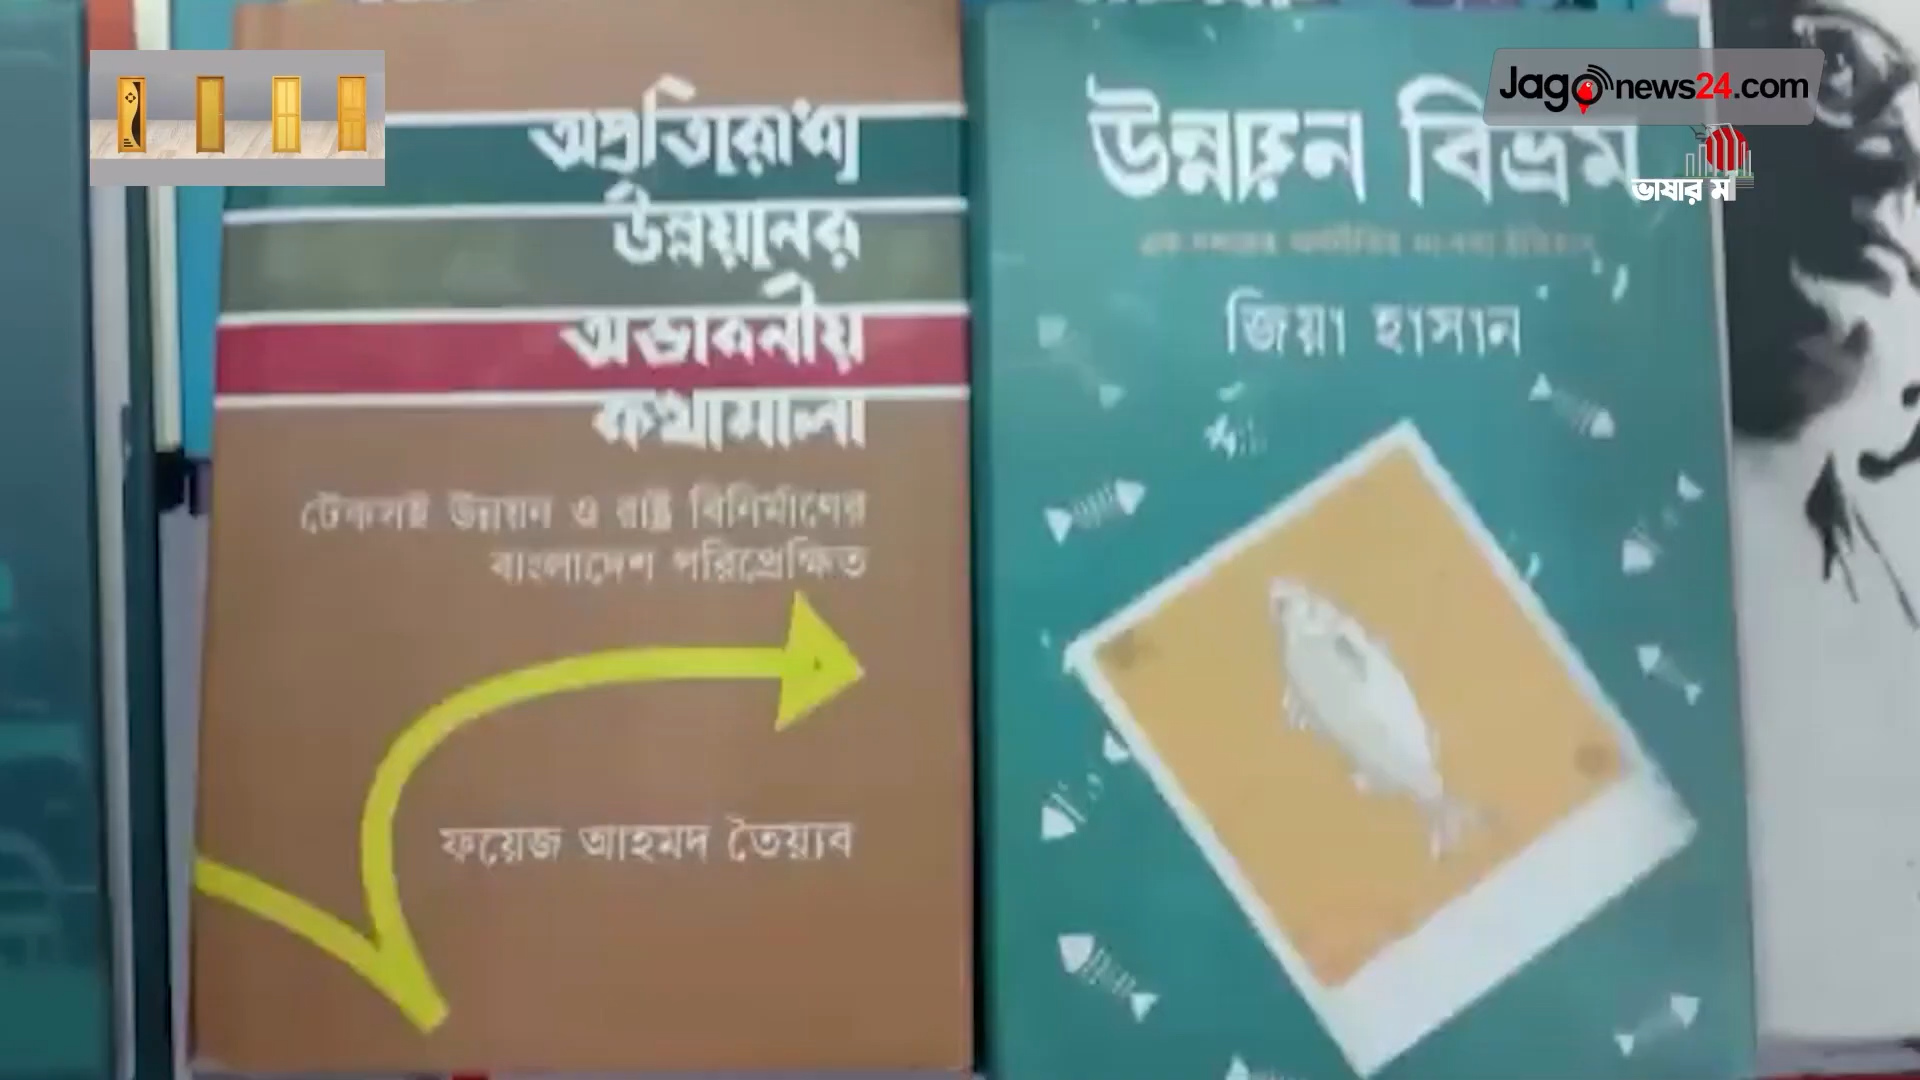 অপ্রতিরোধ্য
উন্নয়নের
অভাবনীয়
কথামালা
টেকসই উন্নয়ন ও রাষ্ট্র বিনির্মাণের
বাংলাদেশ পরিপ্রেক্ষিত
ফয়েজ আহমদ তৈয়্যব
উন্নয়ন বিভ্রম
জিয়া হাসান
Jagonews24.com
ভাষার ম